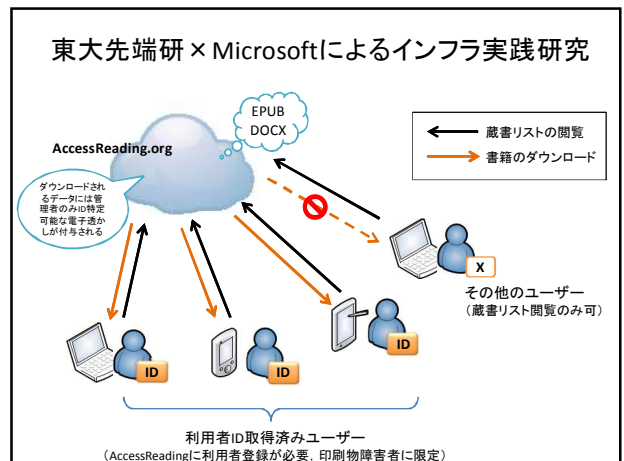 東大先端研×Microsoftによるインフラ実践研究
EPUB
DOCX
AccessReading.org
蔵書リストの閲覧
書籍のダウンロード
ダウンロードされ
るデータには管
理者のみID特定
可能な電子透か
しが付与される
X
その他のユーザー
（蔵書リスト閲覧のみ可）
ID
ID
ID
利用者ID取得済みユーザー
（AccessReadingに利用者登録が必要，印刷物障害者に限定）